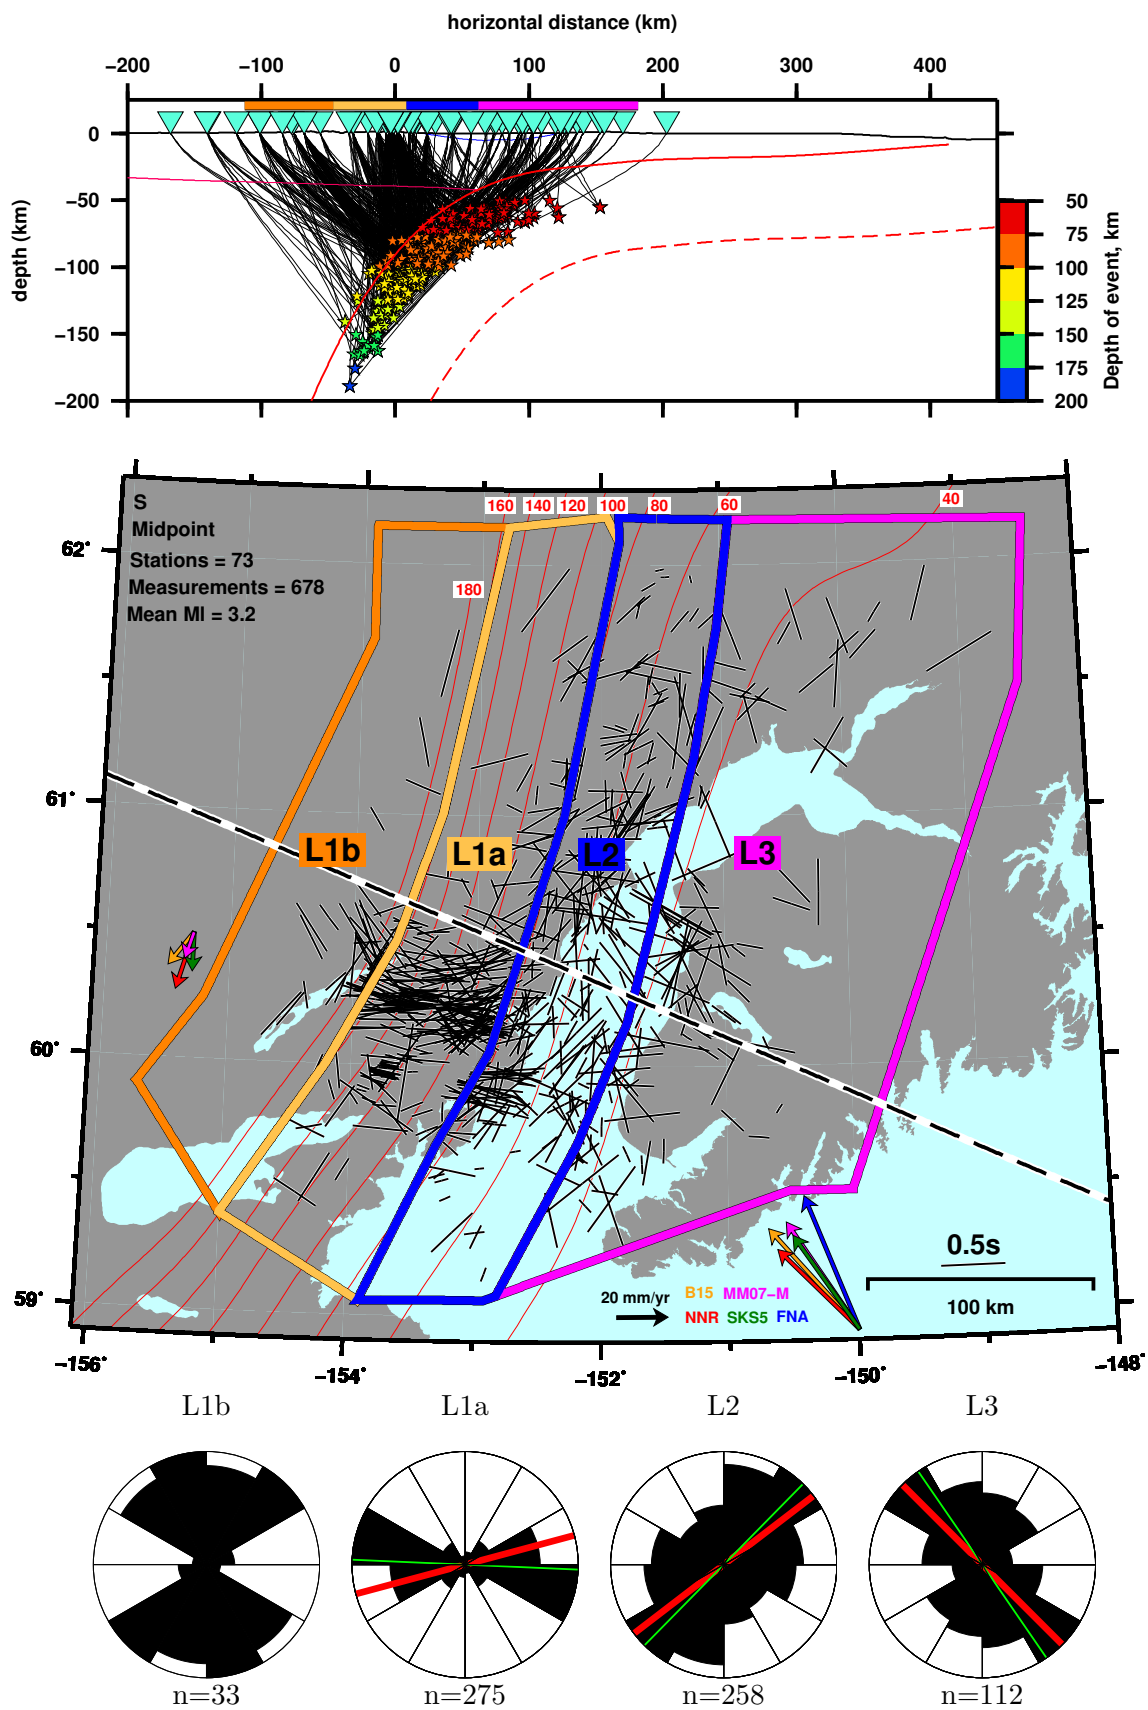 horizontal distance (km)
−200 −100 0 100 200 300 400
0
−50
−100
−150
−200
depth (km)
50
75
100
125
150
175
200
Depth of event, km
S
Midpoint
Stations = 73
Measurements = 678
Mean Ml = 3.2
160 140 120 100 80 60 40
180
62°
61°
60°
59°
L1b L1a L2 L3
0.5s
100 km
20 mm/yr
B15 MM07−M
NNR SKS5 FNA
−156° −154° −152° −150° −148°
L1b L1a L2 L3
n=33 n=275 n=258 n=112